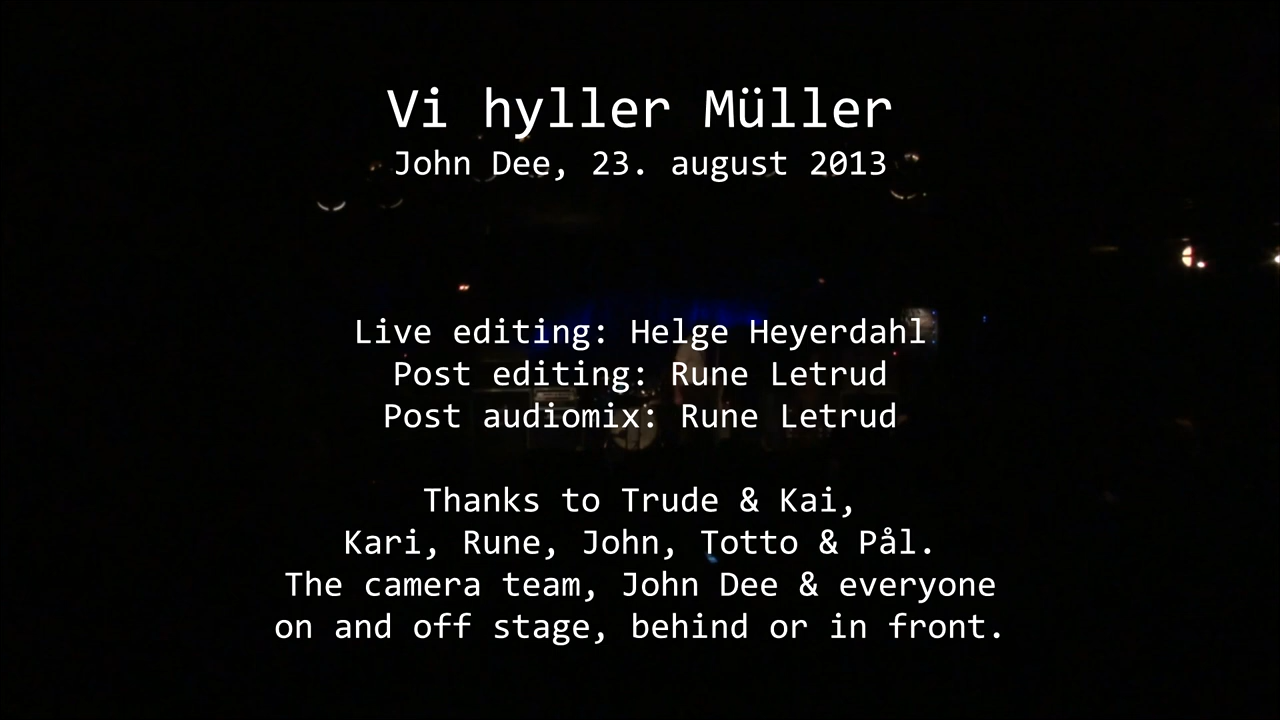 Vi hyller Müller
John Dee, 23. august 2013
Live editing: Helge Heyerdahl
Post editing: Rune Letrud
Post audiomix: Rune Letrud
Thanks to Trude & Kai,
Kari, Rune, John, Totto & Pål.
The camera team, John Dee & everyone
on and off stage, behind or in front.